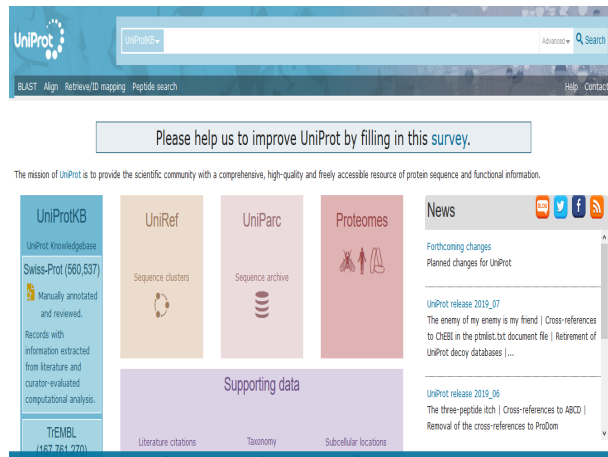 UniProt
UniProtKB
Advanced
Search
BLAST Align Retrieve/ID mapping Peptide search
Help Contact
Please help us to improve UniProt by filling in this survey.
The mission of UniProt is to provide the scientific community with a comprehensive, high-quality and freely accessible resource of protein sequence and functional information.
UniProtKB
UniProt Knowledgebase
Swiss-Prot (560,537)
Manually annotated
and reviewed.
Records with
information extracted
from literature and
curator-evaluated
computational analysis.
TrEMBL
(167,761,270)
UniRef
Sequence clusters
UniParc
Sequence archive
Proteomes
Supporting data
Literature citations
Taxonomy
Subcellular locations
News
BLOG
Forthcoming changes
Planned changes for UniProt
UniProt release 2019_07
The enemy of my enemy is my friend | Cross-references
to ChEBI in the ptmlist.txt document file | Retirement of
UniProt decoy databases |...
UniProt release 2019_06
The three-peptide itch | Cross-references to ABCD |
Removal of the cross-references to ProDom